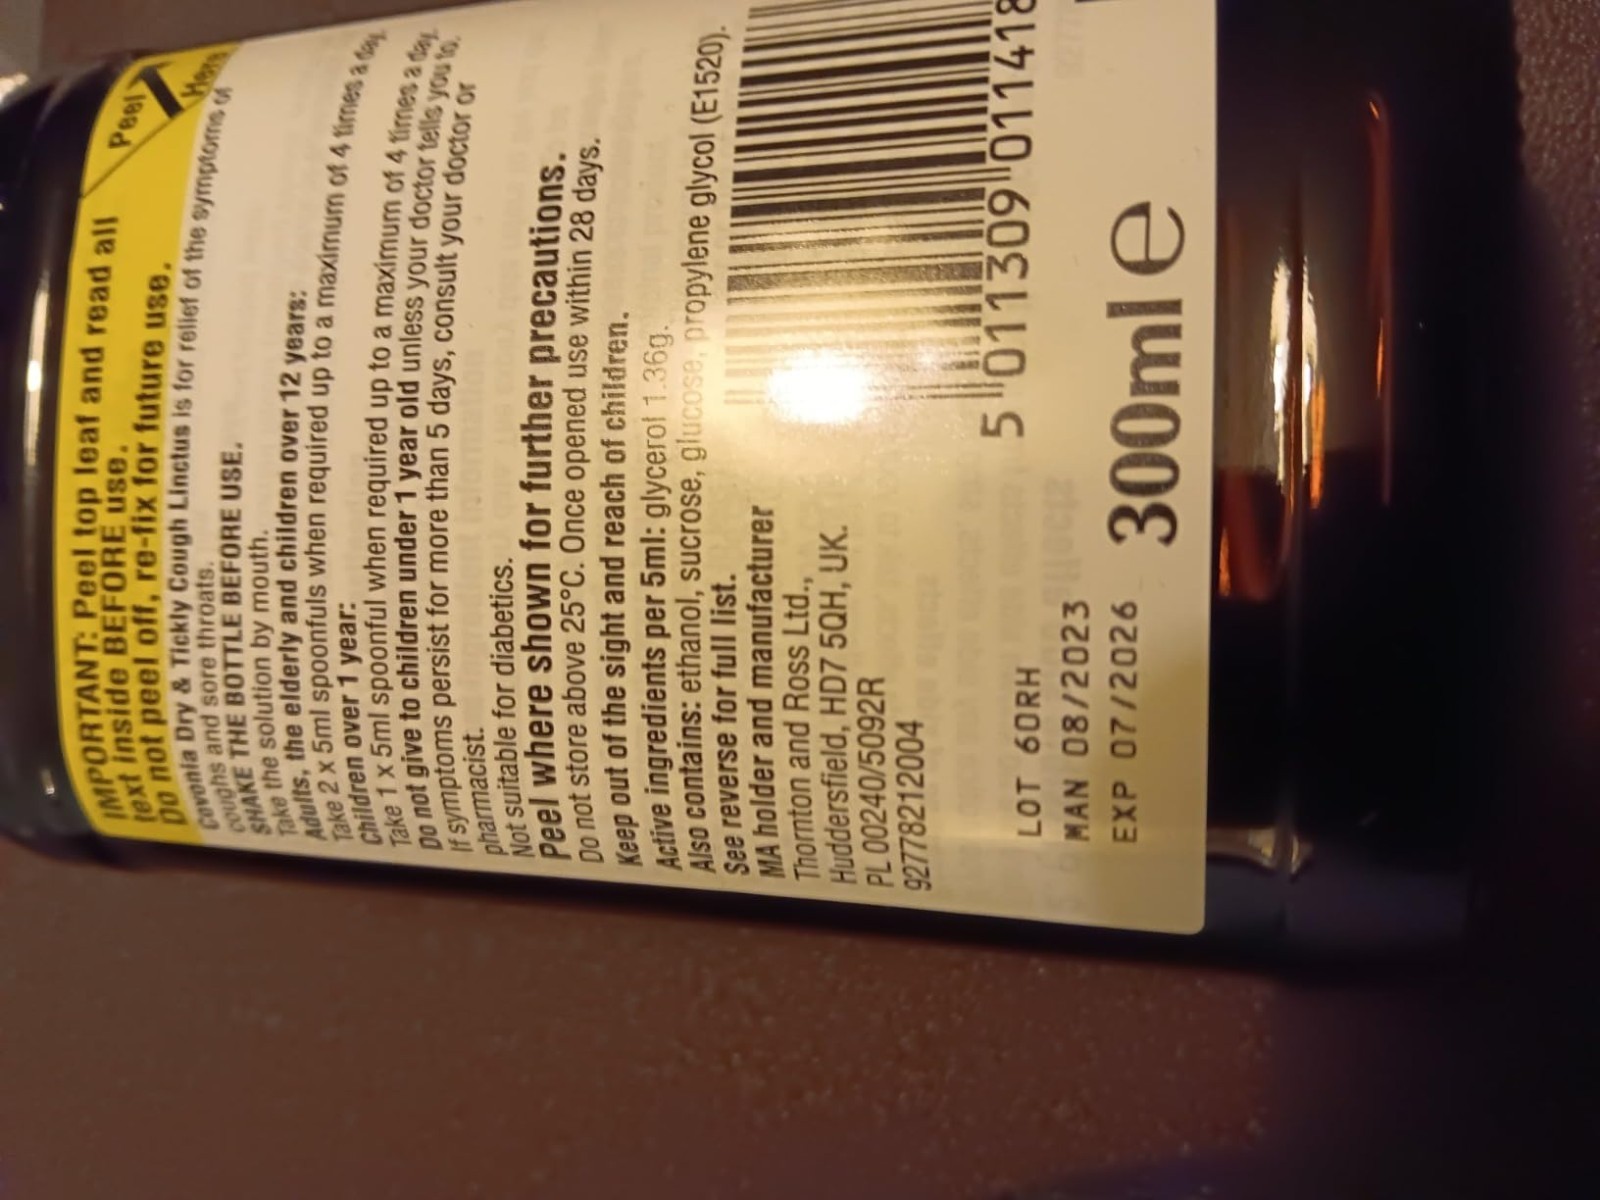 Peel
Here
IMPORTANT: Peel top leaf and read all
text inside BEFORE use.
Do not peel off, re-fix for future use.
Covonia Dry & Tickly Cough Linctus is for relief of the symptoms of
coughs and sore throats.
SHAKE THE BOTTLE BEFORE USE.
Take the solution by mouth.
Adults, the elderly and children over 12 years:
Take 2 x 5ml spoonfuls when required up to a maximum of 4 times a day.
Children over 1 year:
Take 1 x 5ml spoonful when required up to a maximum of 4 times a day.
Do not give to children under 1 year old unless your doctor tells you to.
If symptoms persist for more than 5 days, consult your doctor or
pharmacist.
Not suitable for diabetics.
Peel where shown for further precautions.
Do not store above 25°C. Once opened use within 28 days.
Keep out of the sight and reach of children.
Active ingredients per 5ml: glycerol 1.36g.
Also contains: ethanol, sucrose, glucose, propylene glycol (E1520).
See reverse for full list.
MA holder and manufacturer
Thornton and Ross Ltd.,
Huddersfield, HD7 5QH, UK.
PL 00240/5092R
92778212004
5 011309 011418
LOT 60RH
MAN 08/2023
EXP 07/2026
300ml e